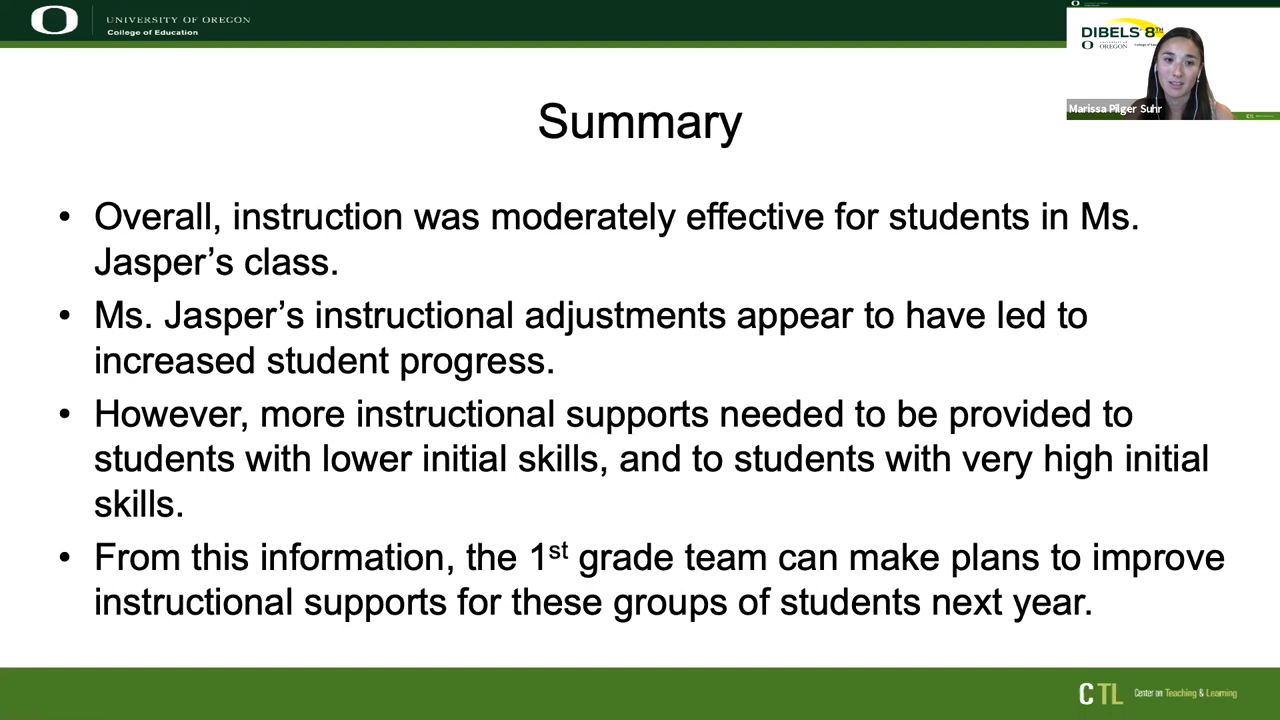 UNIVERSITY OF OREGON
College of Education
DIBELS 8TH
OREGON
Marissa Pilger Suhr
Summary
• Overall, instruction was moderately effective for students in Ms.
Jasper’s class.
• Ms. Jasper’s instructional adjustments appear to have led to
increased student progress.
• However, more instructional supports needed to be provided to
students with lower initial skills, and to students with very high initial
skills.
• From this information, the 1st grade team can make plans to improve
instructional supports for these groups of students next year.
CTL Center on Teaching & Learning